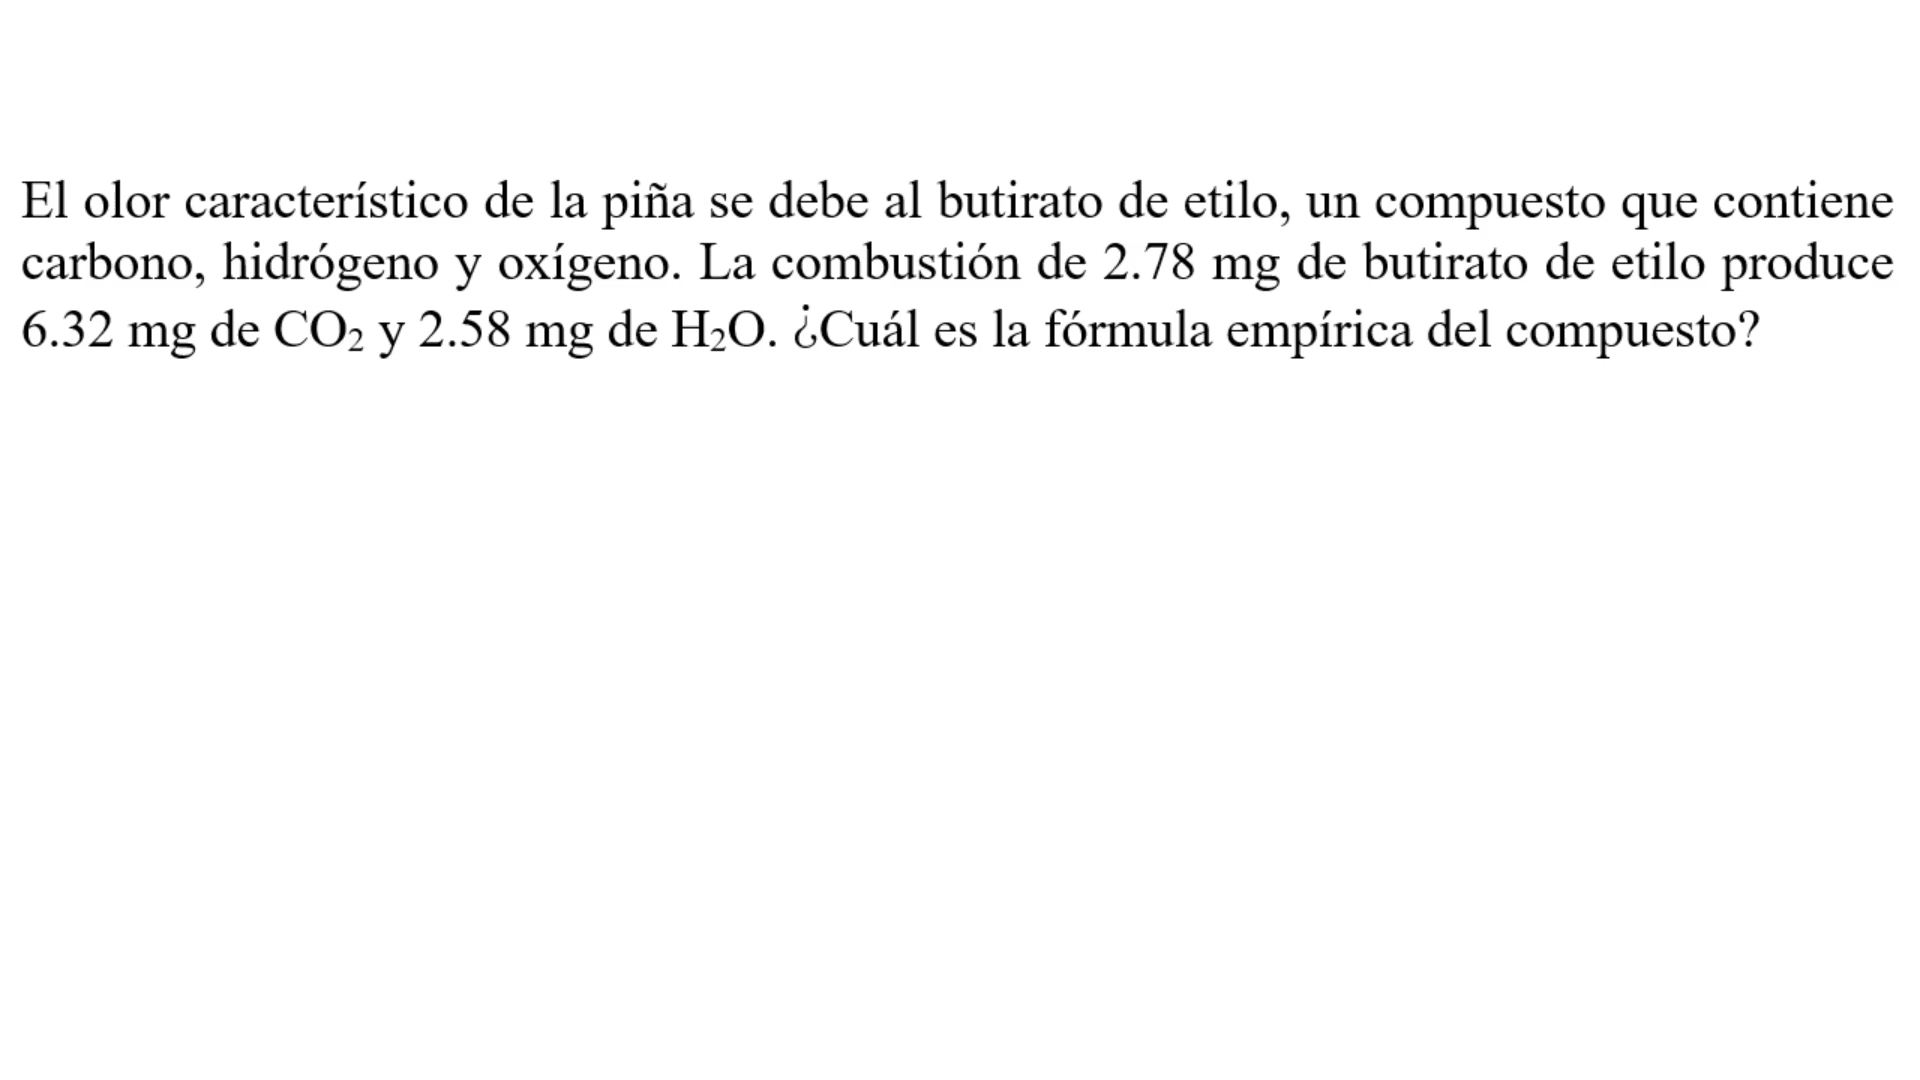 El olor característico de la piña se debe al butirato de etilo, un compuesto que contiene
carbono, hidrógeno y oxígeno. La combustión de 2.78 mg de butirato de etilo produce
6.32 mg de CO₂ y 2.58 mg de H₂O. ¿Cuál es la fórmula empírica del compuesto?